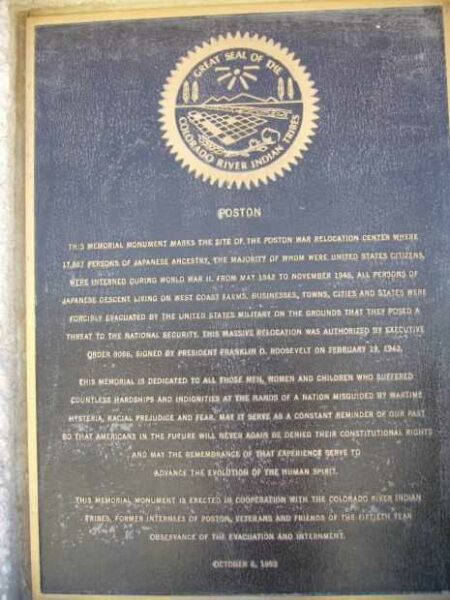 GREAT SEAL OF THE
COLORADO RIVER INDIAN TRIBES
POSTON
THIS MEMORIAL MONUMENT MARKS THE SITE OF THE POSTON WAR RELOCATION CENTER WHERE
17,867 PERSONS OF JAPANESE ANCESTRY, THE MAJORITY OF WHOM WERE UNITED STATES CITIZENS,
WERE INTERNED DURING WORLD WAR II. FROM MAY 1942 TO NOVEMBER 1945. ALL PERSONS OF
JAPANESE DESCENT LIVING ON WEST COAST FARMS, BUSINESSES, TOWNS, CITIES AND STATES WERE
FORCIBLY EVACUATED BY THE UNITED STATES MILITARY ON THE GROUNDS THAT THEY POSED A
THREAT TO THE NATIONAL SECURITY. THIS MASSIVE RELOCATION WAS AUTHORIZED BY EXECUTIVE
ORDER 9066, SIGNED BY PRESIDENT FRANKLIN D. ROOSEVELT ON FEBRUARY 19, 1942.
THIS MEMORIAL IS DEDICATED TO ALL THOSE MEN, WOMEN AND CHILDREN WHO SUFFERED
COUNTLESS HARDSHIPS AND INDIGNITIES AT THE HANDS OF A NATION MISGUIDED BY WARTIME
HYSTERIA, RACIAL PREJUDICE AND FEAR. MAY IT SERVE AS A CONSTANT REMINDER OF OUR PAST
SO THAT AMERICANS IN THE FUTURE WILL NEVER AGAIN BE DENIED THEIR CONSTITUTIONAL RIGHTS
AND MAY THE REMEMBRANCE OF THAT EXPERIENCE SERVE TO
ADVANCE THE EVOLUTION OF THE HUMAN SPIRIT.
THIS MEMORIAL MONUMENT IS ERECTED IN COOPERATION WITH THE COLORADO RIVER INDIAN
TRIBES, FORMER INTERNEES OF POSTON, VETERANS AND FRIENDS OF THE FIFTIETH YEAR
OBSERVANCE OF THE EVACUATION AND INTERNMENT.
OCTOBER 6, 1992